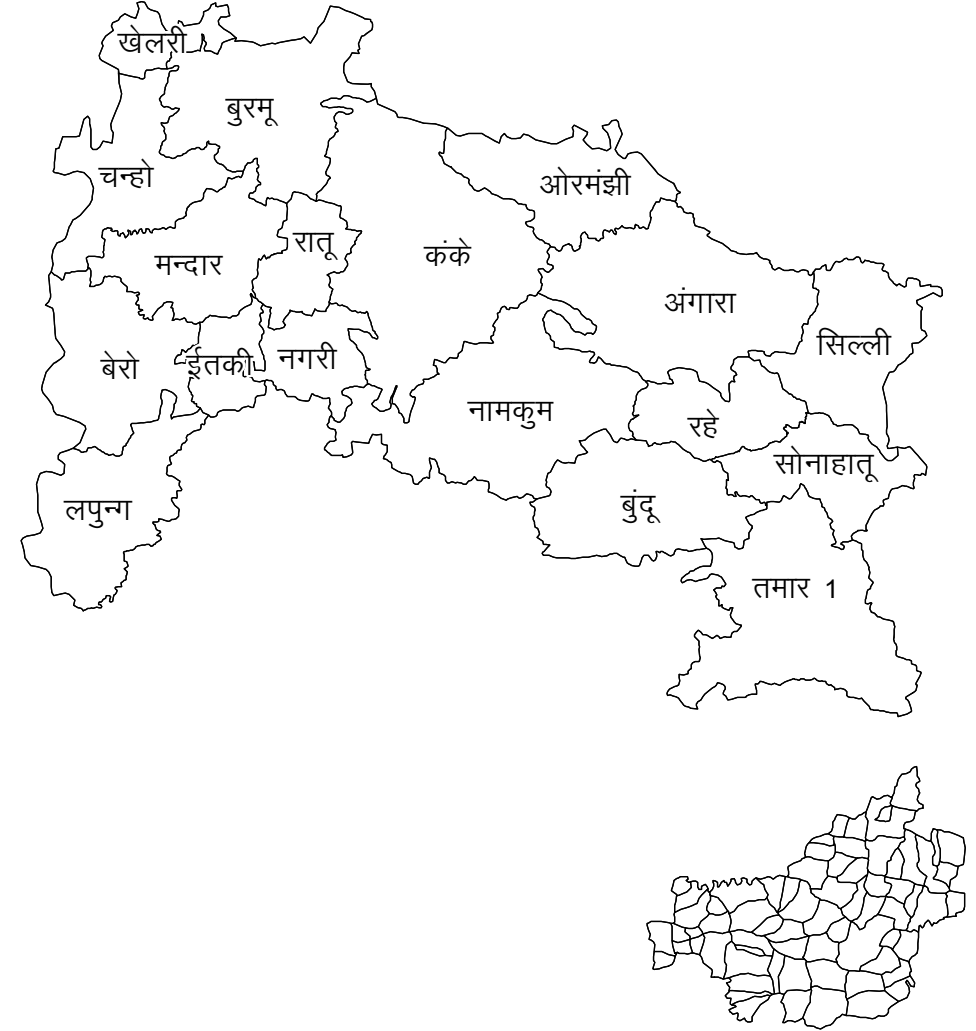 खेलरी
बुरमू
चन्हो
ओरमंझी
रातू
कंके
मन्दार
अंगारा
सिल्ली
बेरो
ईतकी
नगरी
नामकुम
रहे
सोनाहातू
लपुन्ग
बुंदू
तमार 1